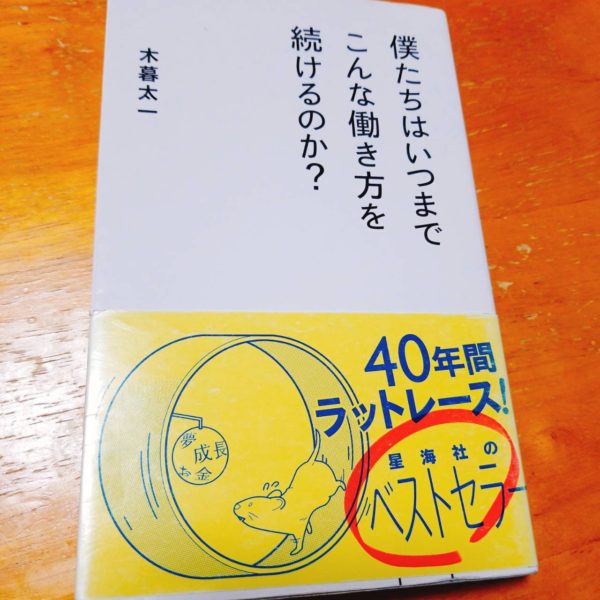 僕たちはいつまで
こんな働き方を
続けるのか?
木暮太一
40年間
ラットレース!
星海社の
ベストセラー
夢
成長
お金